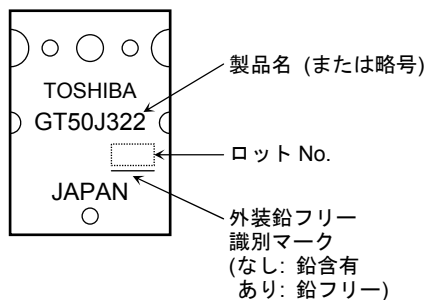 TOSHIBA
GT50J322
JAPAN
製品名 (または略号)
ロット No.
外装鉛フリー
識別マーク
(なし: 鉛含有
あり: 鉛フリー)